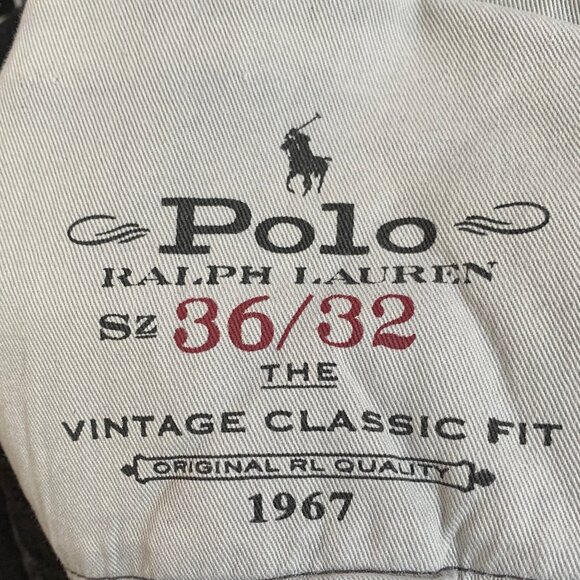 Polo
RALPH LAUREN
Sz 36/32
THE
VINTAGE CLASSIC FIT
ORIGINAL RL QUALITY
1967